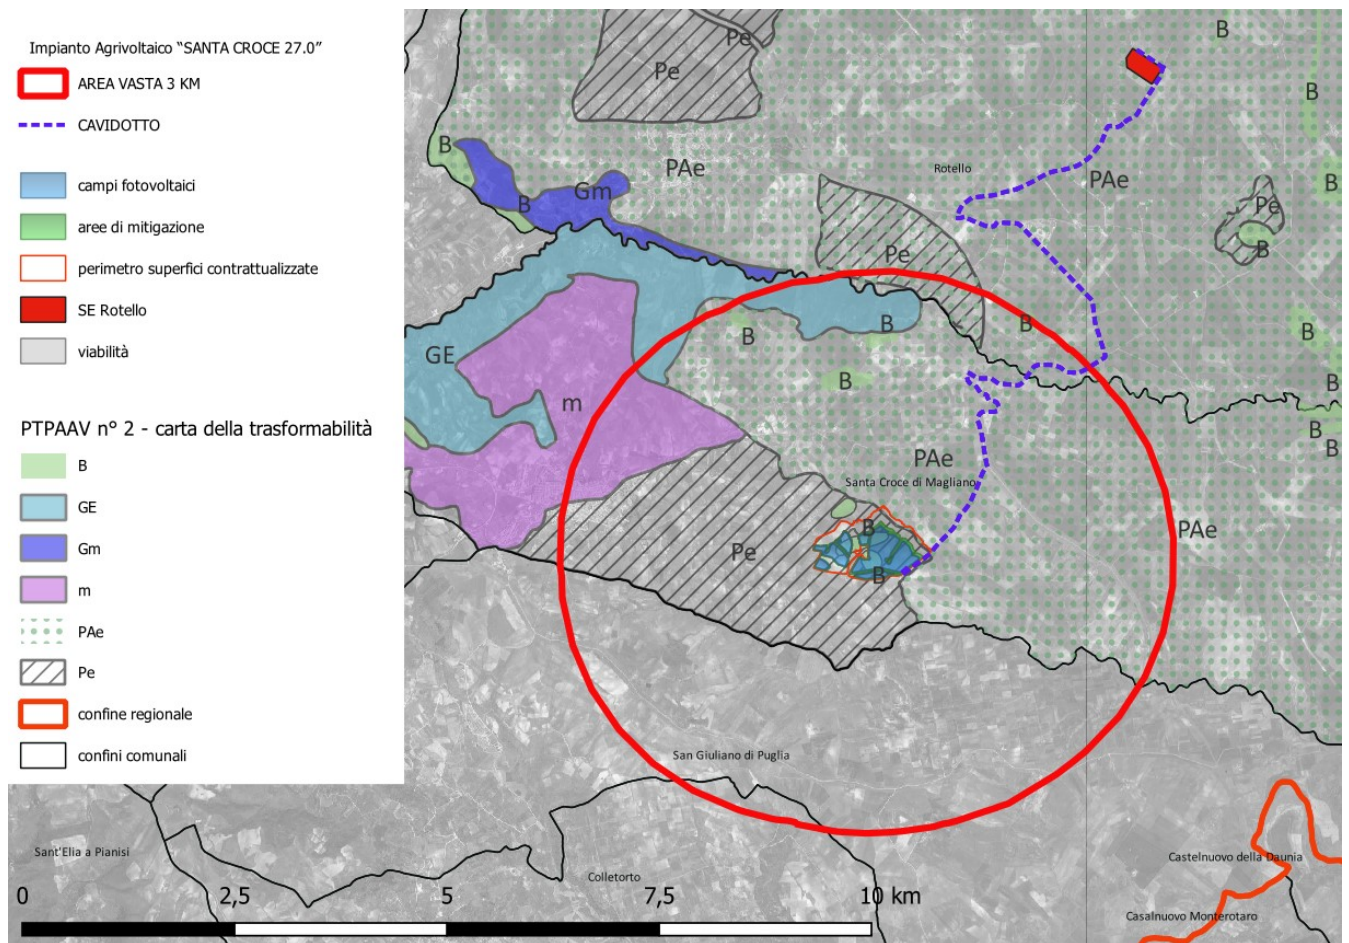 Impianto Agrivoltaico “SANTA CROCE 27.0”
AREA VASTA 3 KM
CAVIDOTTO
campi fotovoltaici
aree di mitigazione
perimetro superfici contrattualizzate
SE Rotello
viabilità
PTPAAV n° 2 - carta della trasformabilità
B
GE
Gm
m
PAe
Pe
confine regionale
confini comunali
Pe
B
Pe
B
B
PAe
Rotello
PAe
B
Gm
B
Pe
Pe
B
B
B
B
B
GE
B
B
m
B
B
PAe
Santa Croce di Magliano
B
PAe
Pe
B
San Giuliano di Puglia
Sant'Elia a Pianisi
Colletorto
Castelnuovo della Daunia
Casalnuovo Monterotaro
0 2,5 5 7,5 10 km